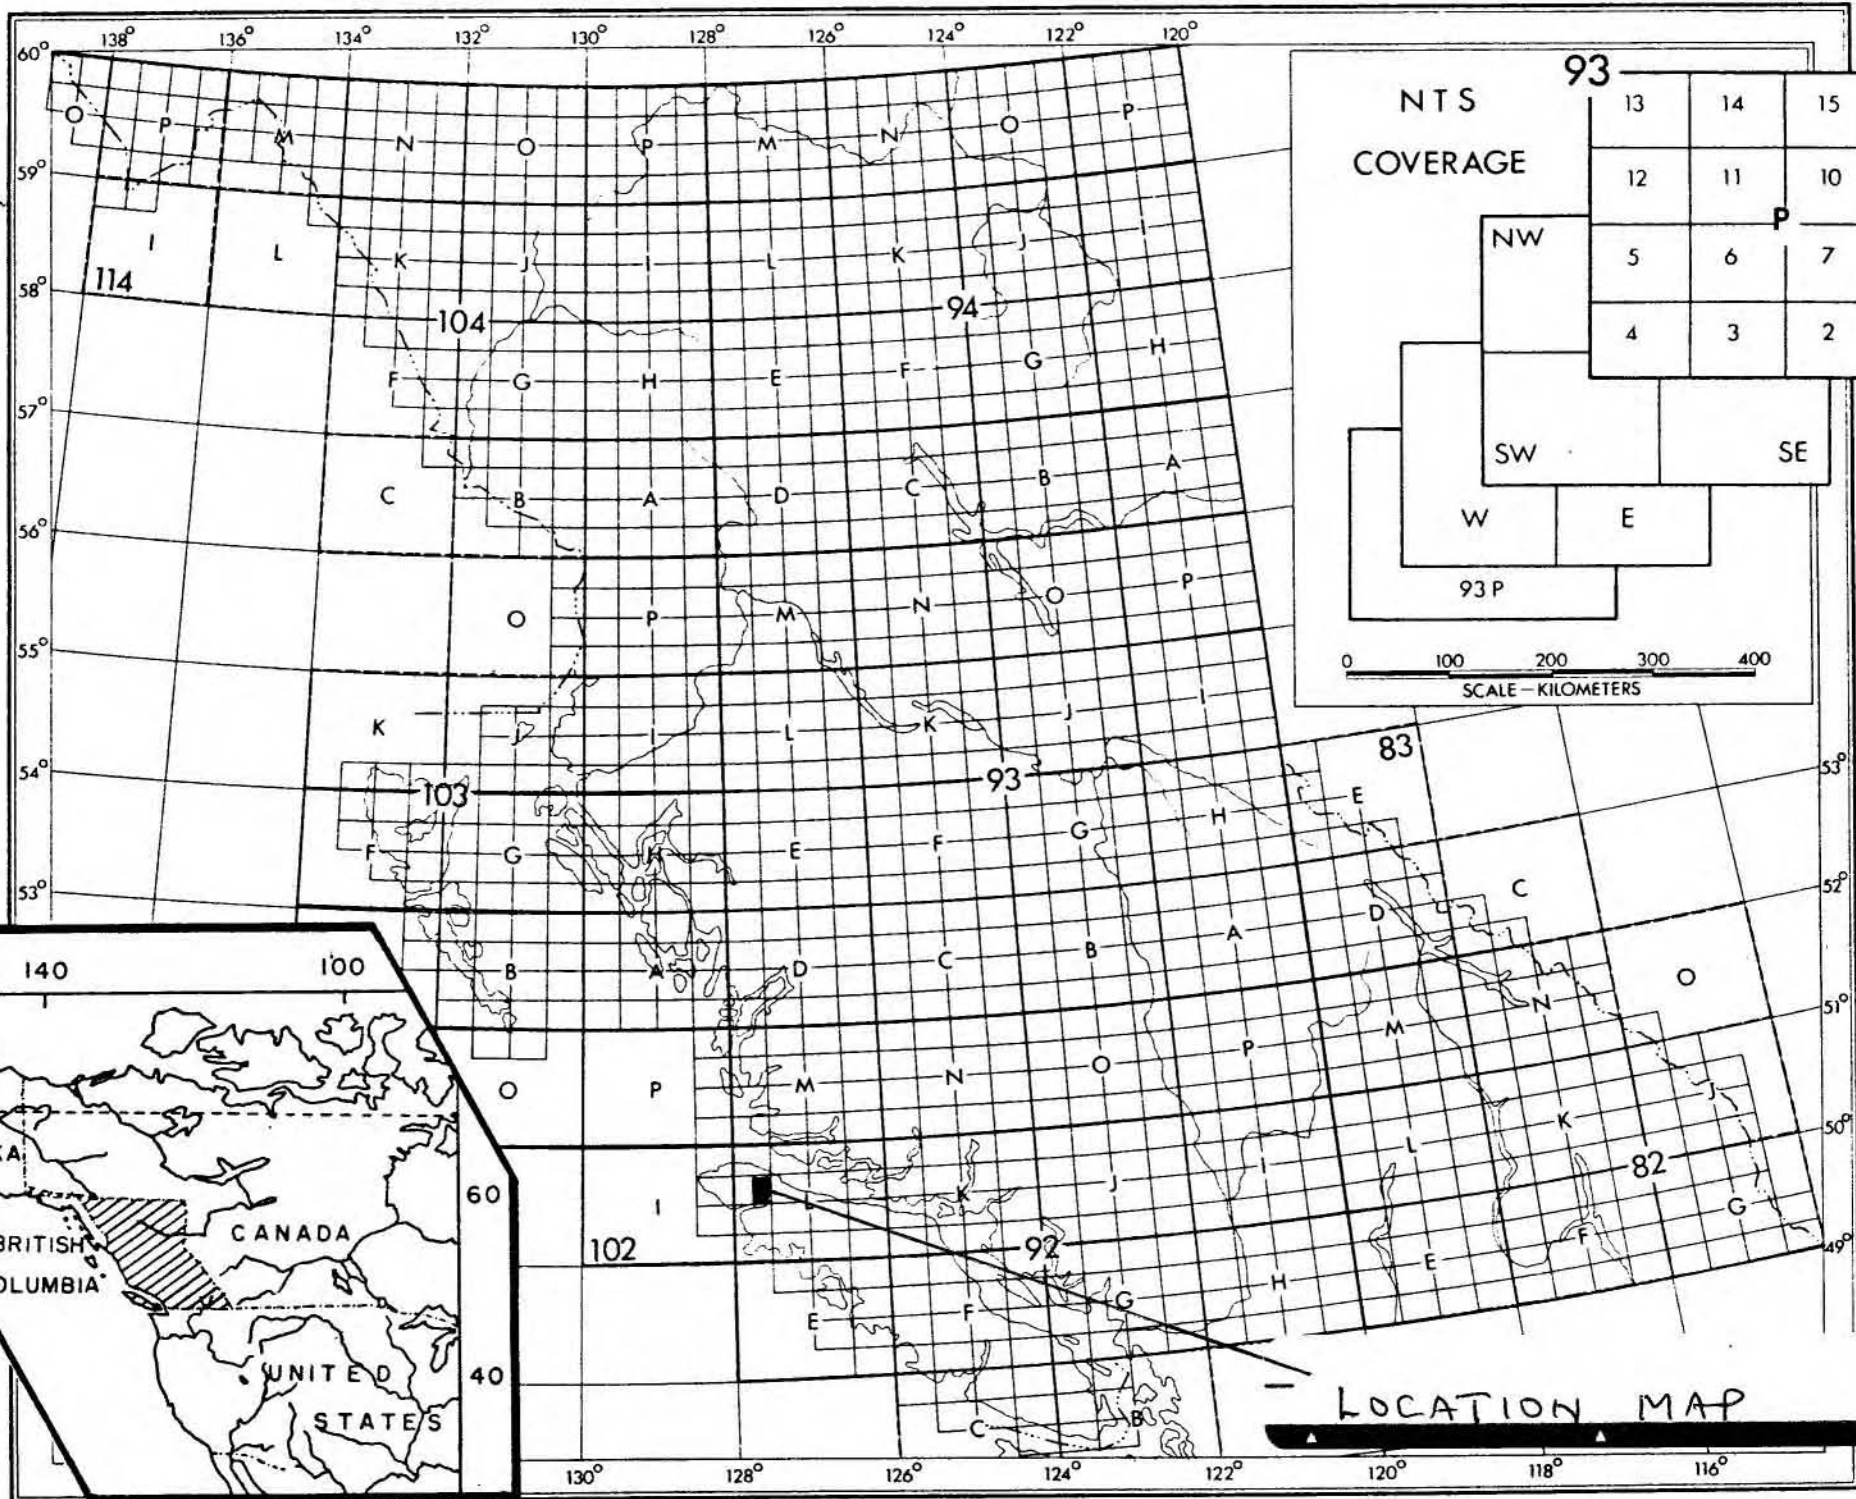 138° 136° 134° 132° 130° 128° 126° 124° 122° 120°
60°
O P M N O P M N O P
59°
I L K J I L K J I
58°
114 104 94
F G H E F G H
57°
C B A D C B A
56°
O P M N O P
55°
K J I L K J I
54°
103 93 83
F G H E F G H E
53°
53°
B A D C B A D C
52°
O P M N O P M N O
51°
I L K J I L K J
50°
102 92 82
E F G H E F G
49°
C B
130° 128° 126° 124° 122° 120° 118° 116°
NTS
COVERAGE
93
13 14 15
12 11 10
P
NW 5 6 7
4 3 2
SW SE
W E
93 P
0 100 200 300 400
SCALE – KILOMETERS
140 100
KA
60
BRITISH CANADA
OLUMBIA
UNITED 40
STATES
LOCATION MAP